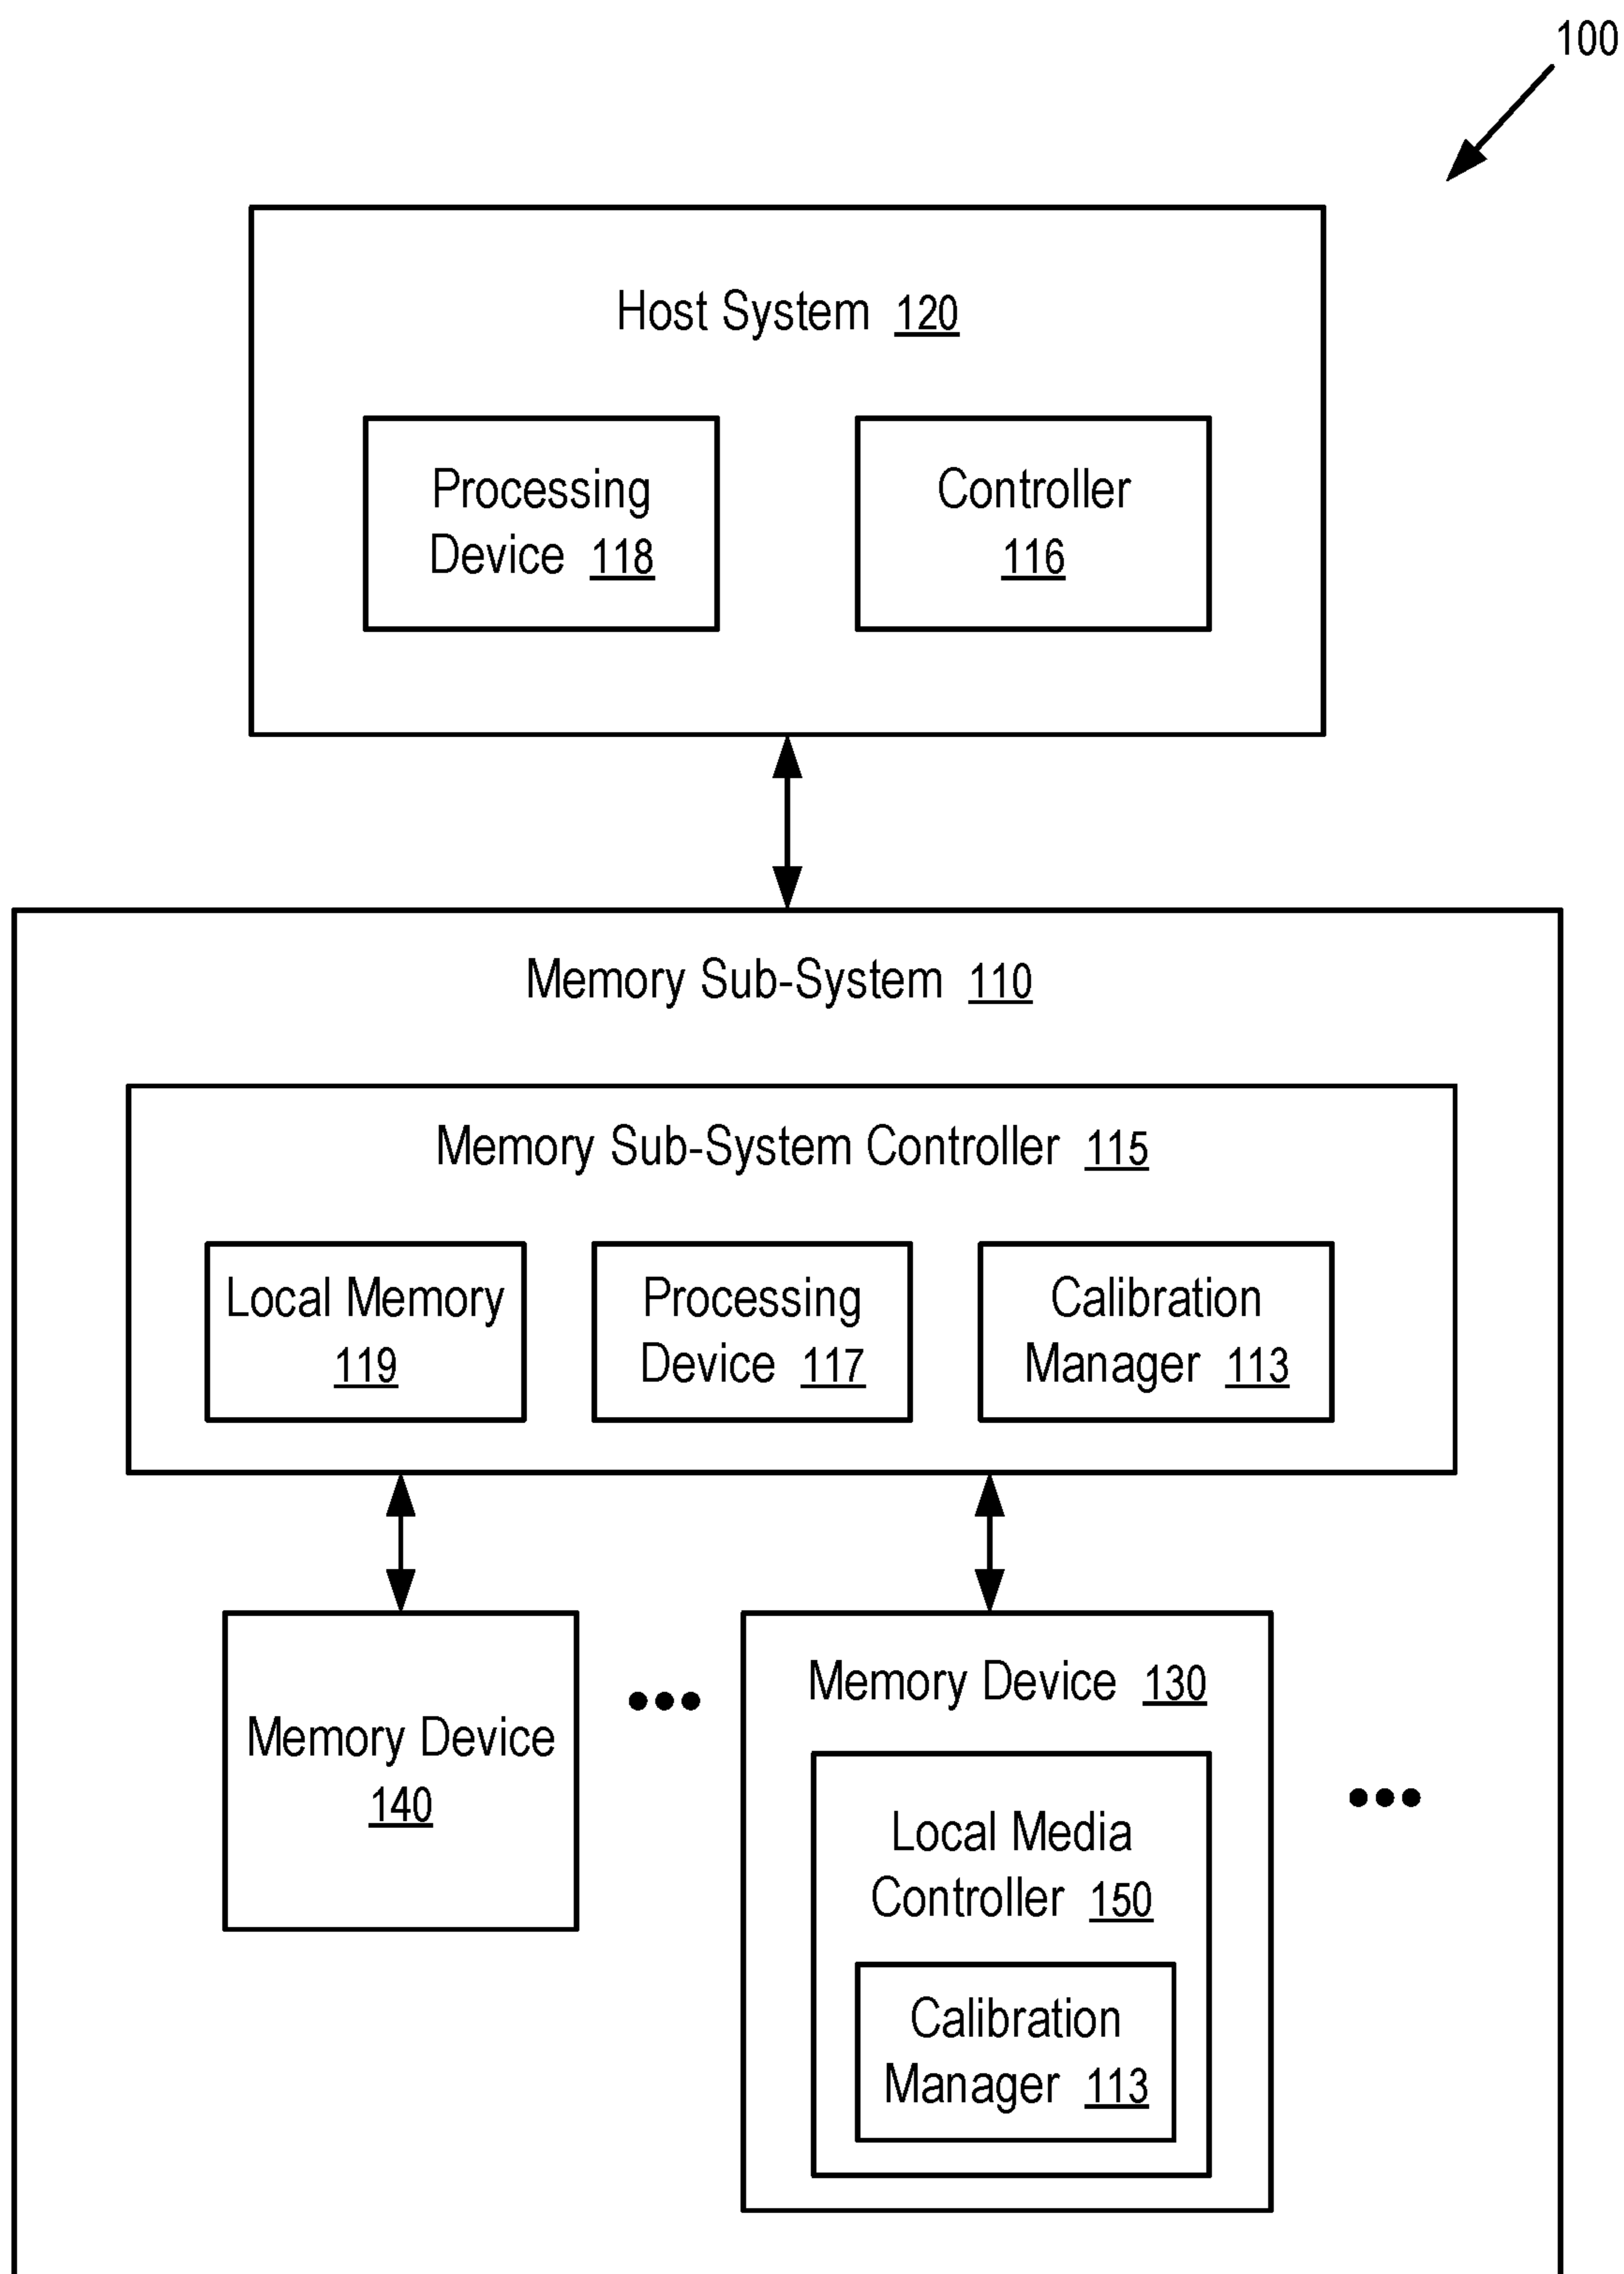 100
Host System 120
Processing
Device 118
Controller
116
Memory Sub-System 110
Memory Sub-System Controller 115
Local Memory
119
Processing
Device 117
Calibration
Manager 113
Memory Device
140
Memory Device 130
Local Media
Controller 150
Calibration
Manager 113